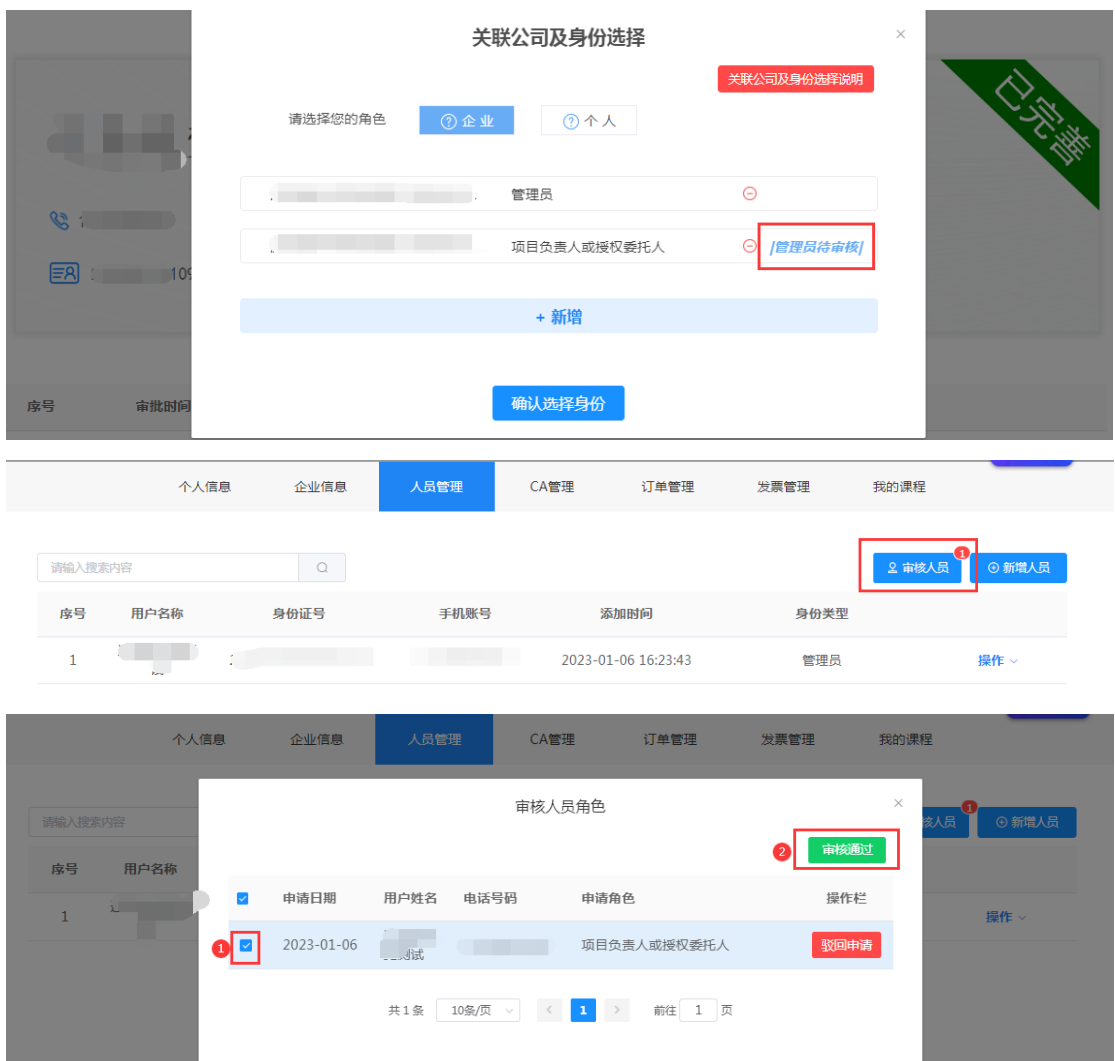 关联公司及身份选择
关联公司及身份选择说明
请选择您的角色 企业 个人
已完善
管理员
项目负责人或授权委托人 |管理员待审核|
109
+ 新增
确认选择身份
序号 审批时间
个人信息 企业信息 人员管理 CA管理 订单管理 发票管理 我的课程
请输入搜索内容 审核人员 1 新增人员
序号 用户名称 身份证号 手机账号 添加时间 身份类型
1 2023-01-06 16:23:43 管理员 操作
个人信息 企业信息 人员管理 CA管理 订单管理 发票管理 我的课程
审核人员角色
请输入搜索内容 核人员 1 新增人员
2 审核通过
序号 用户名称
申请日期 用户姓名 电话号码 申请角色 操作栏
1 操作
1 2023-01-06 测试 项目负责人或授权委托人 驳回申请
共 1 条 10条/页 < 1 > 前往 1 页